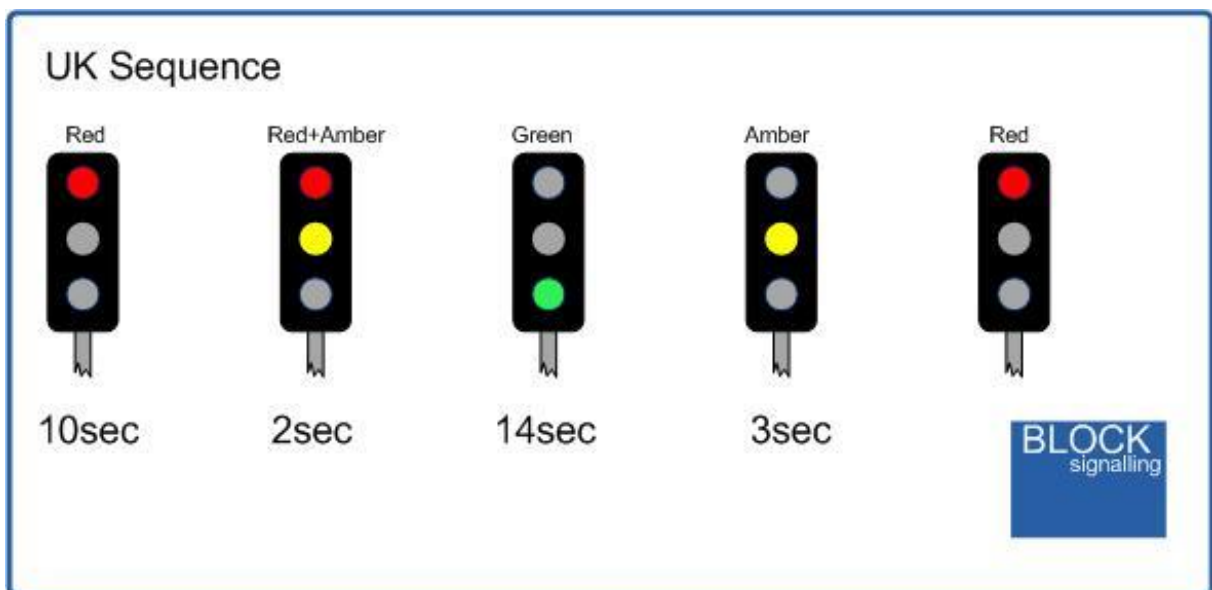 UK Sequence
Red Red+Amber Green Amber Red
10sec 2sec 14sec 3sec
BLOCK
signalling